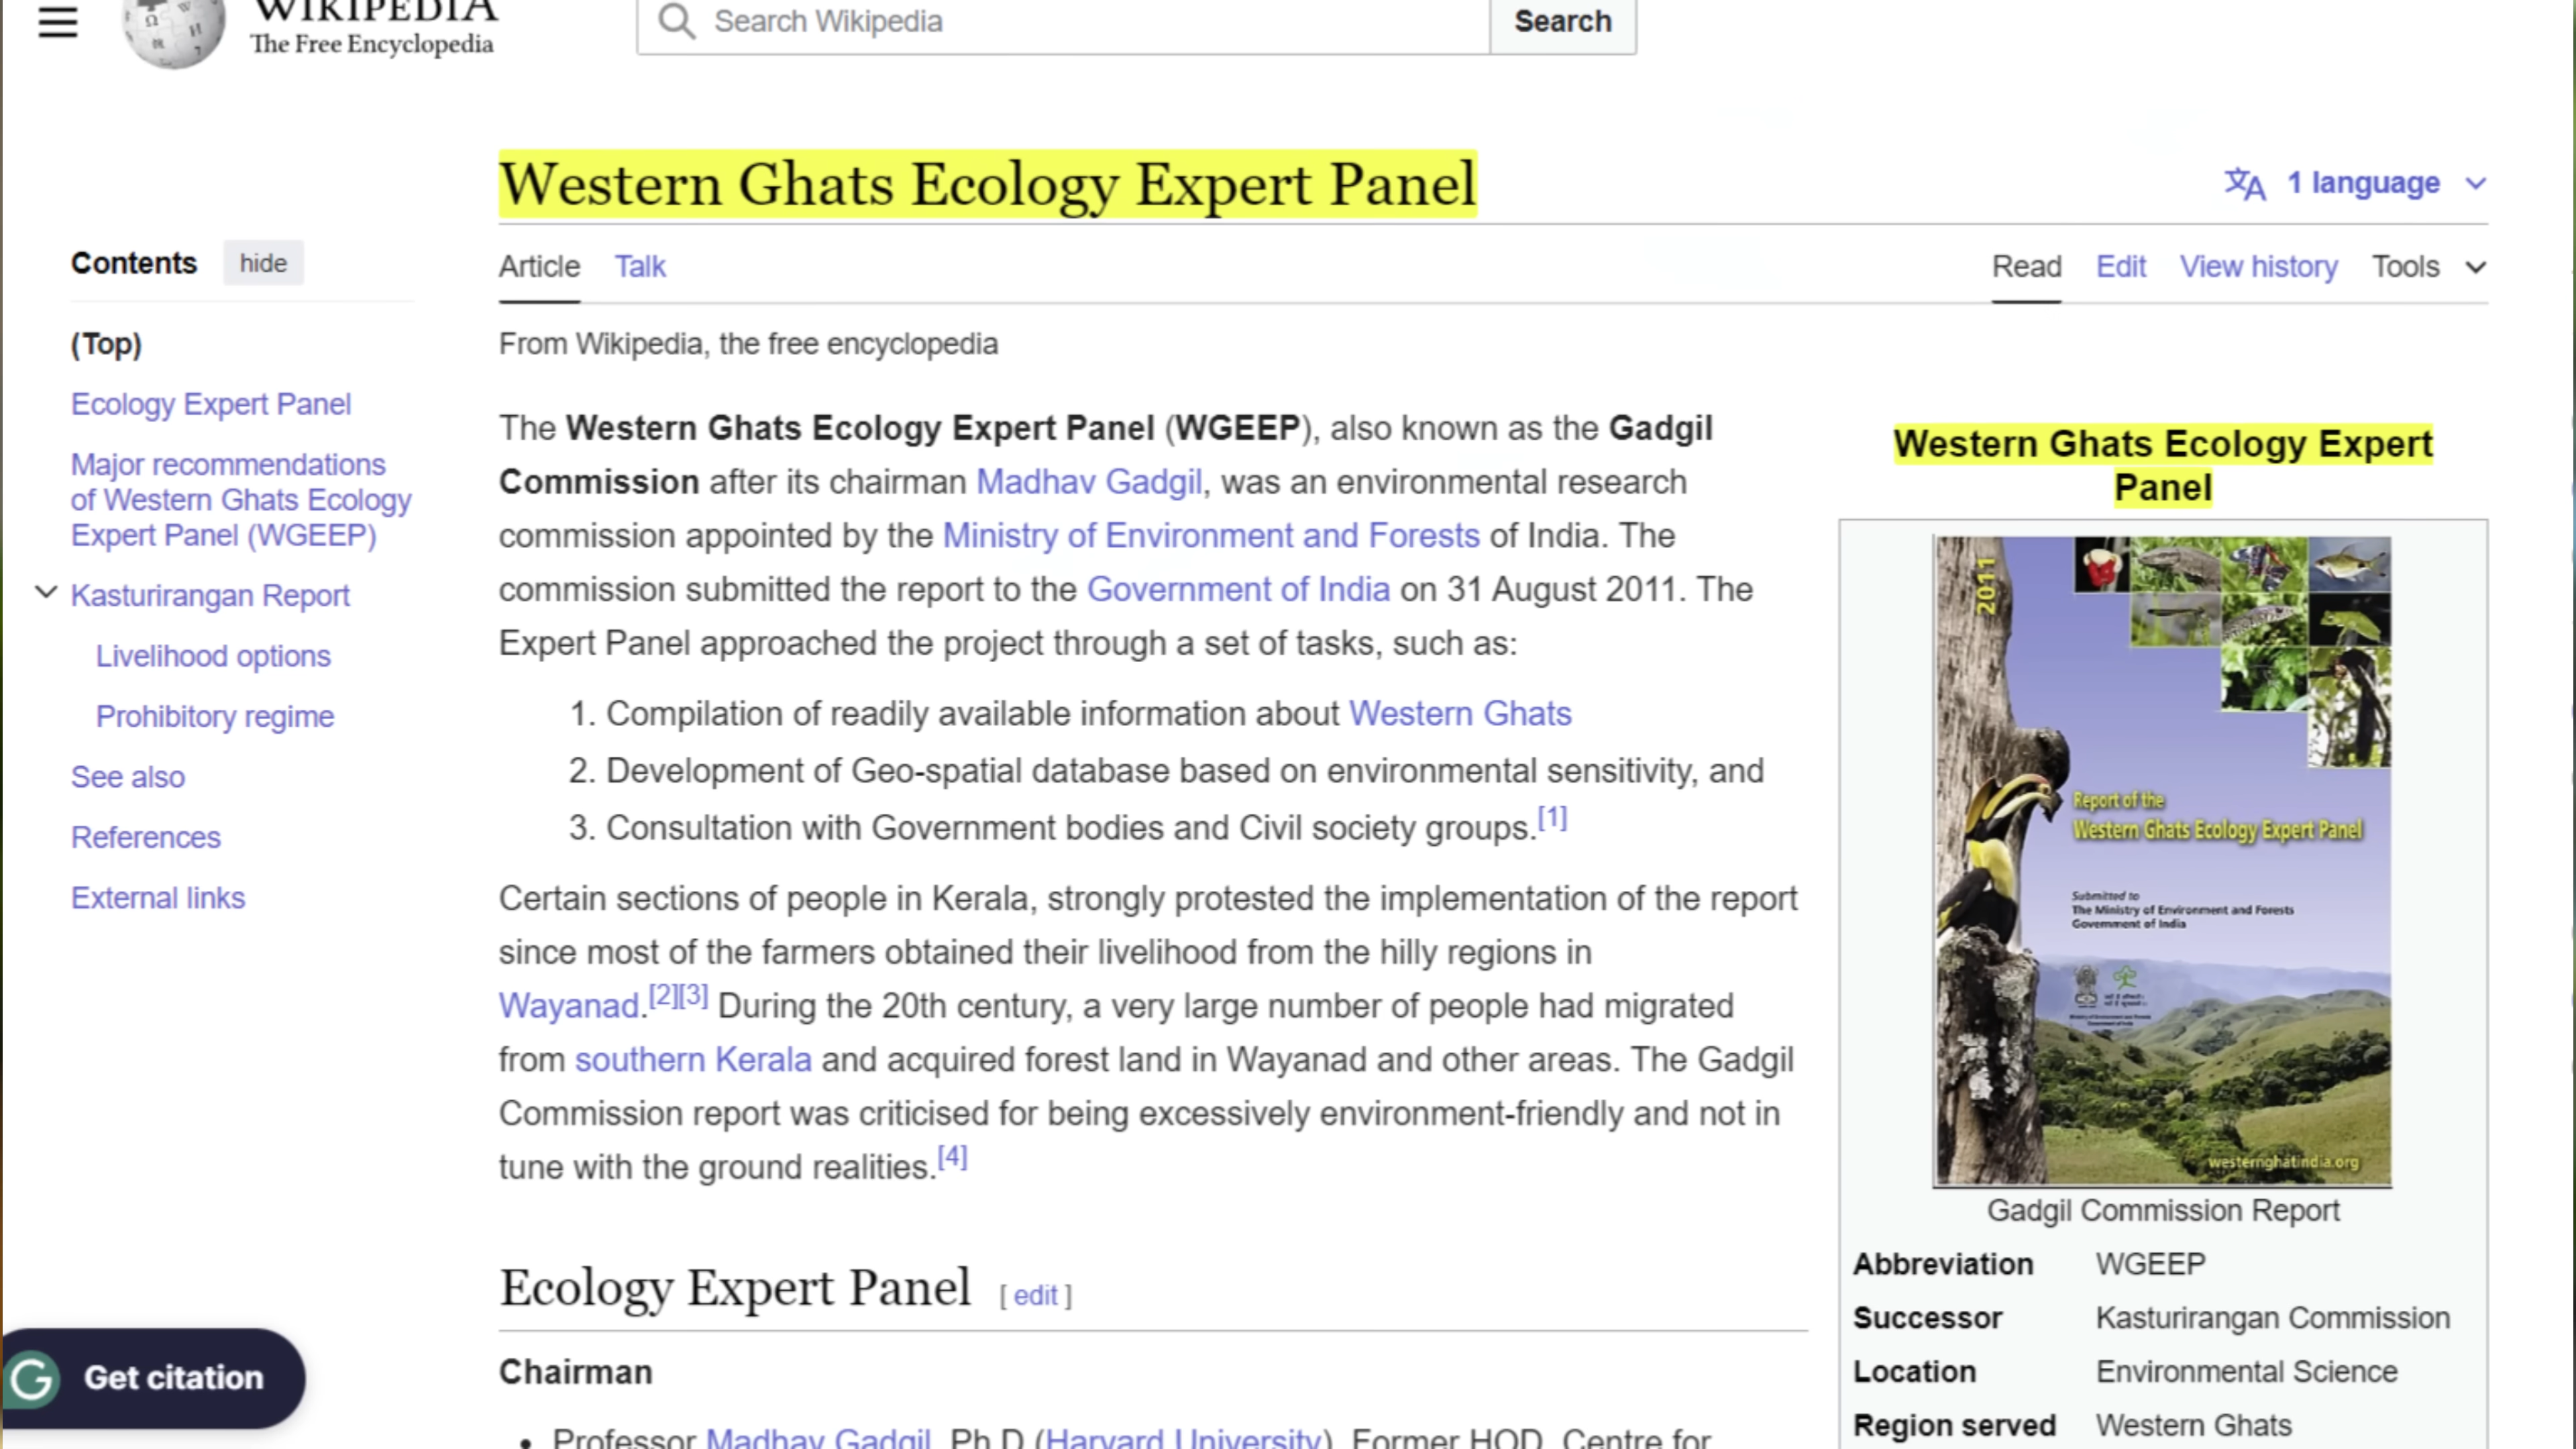 WIKIPEDIA
The Free Encyclopedia
Search Wikipedia
Search
Western Ghats Ecology Expert Panel
1 language
Contents
hide
Article
Talk
Read
Edit
View history
Tools
(Top)
Ecology Expert Panel
Major recommendations
of Western Ghats Ecology
Expert Panel (WGEEP)
Kasturirangan Report
Livelihood options
Prohibitory regime
See also
References
External links
From Wikipedia, the free encyclopedia
The Western Ghats Ecology Expert Panel (WGEEP), also known as the Gadgil
Commission after its chairman Madhav Gadgil, was an environmental research
commission appointed by the Ministry of Environment and Forests of India. The
commission submitted the report to the Government of India on 31 August 2011. The
Expert Panel approached the project through a set of tasks, such as:
1. Compilation of readily available information about Western Ghats
2. Development of Geo-spatial database based on environmental sensitivity, and
3. Consultation with Government bodies and Civil society groups.[1]
Certain sections of people in Kerala, strongly protested the implementation of the report
since most of the farmers obtained their livelihood from the hilly regions in
Wayanad.[2][3] During the 20th century, a very large number of people had migrated
from southern Kerala and acquired forest land in Wayanad and other areas. The Gadgil
Commission report was criticised for being excessively environment-friendly and not in
tune with the ground realities.[4]
Ecology Expert Panel [ edit ]
Chairman
• Professor Madhav Gadgil, Ph.D (Harvard University), Former HOD, Centre for
Western Ghats Ecology Expert
Panel
2011
Report of the
Western Ghats Ecology Expert Panel
Submitted to
The Ministry of Environment and Forests
Government of India
westernghatindia.org
Gadgil Commission Report
Abbreviation WGEEP
Successor Kasturirangan Commission
Location Environmental Science
Region served Western Ghats
Get citation